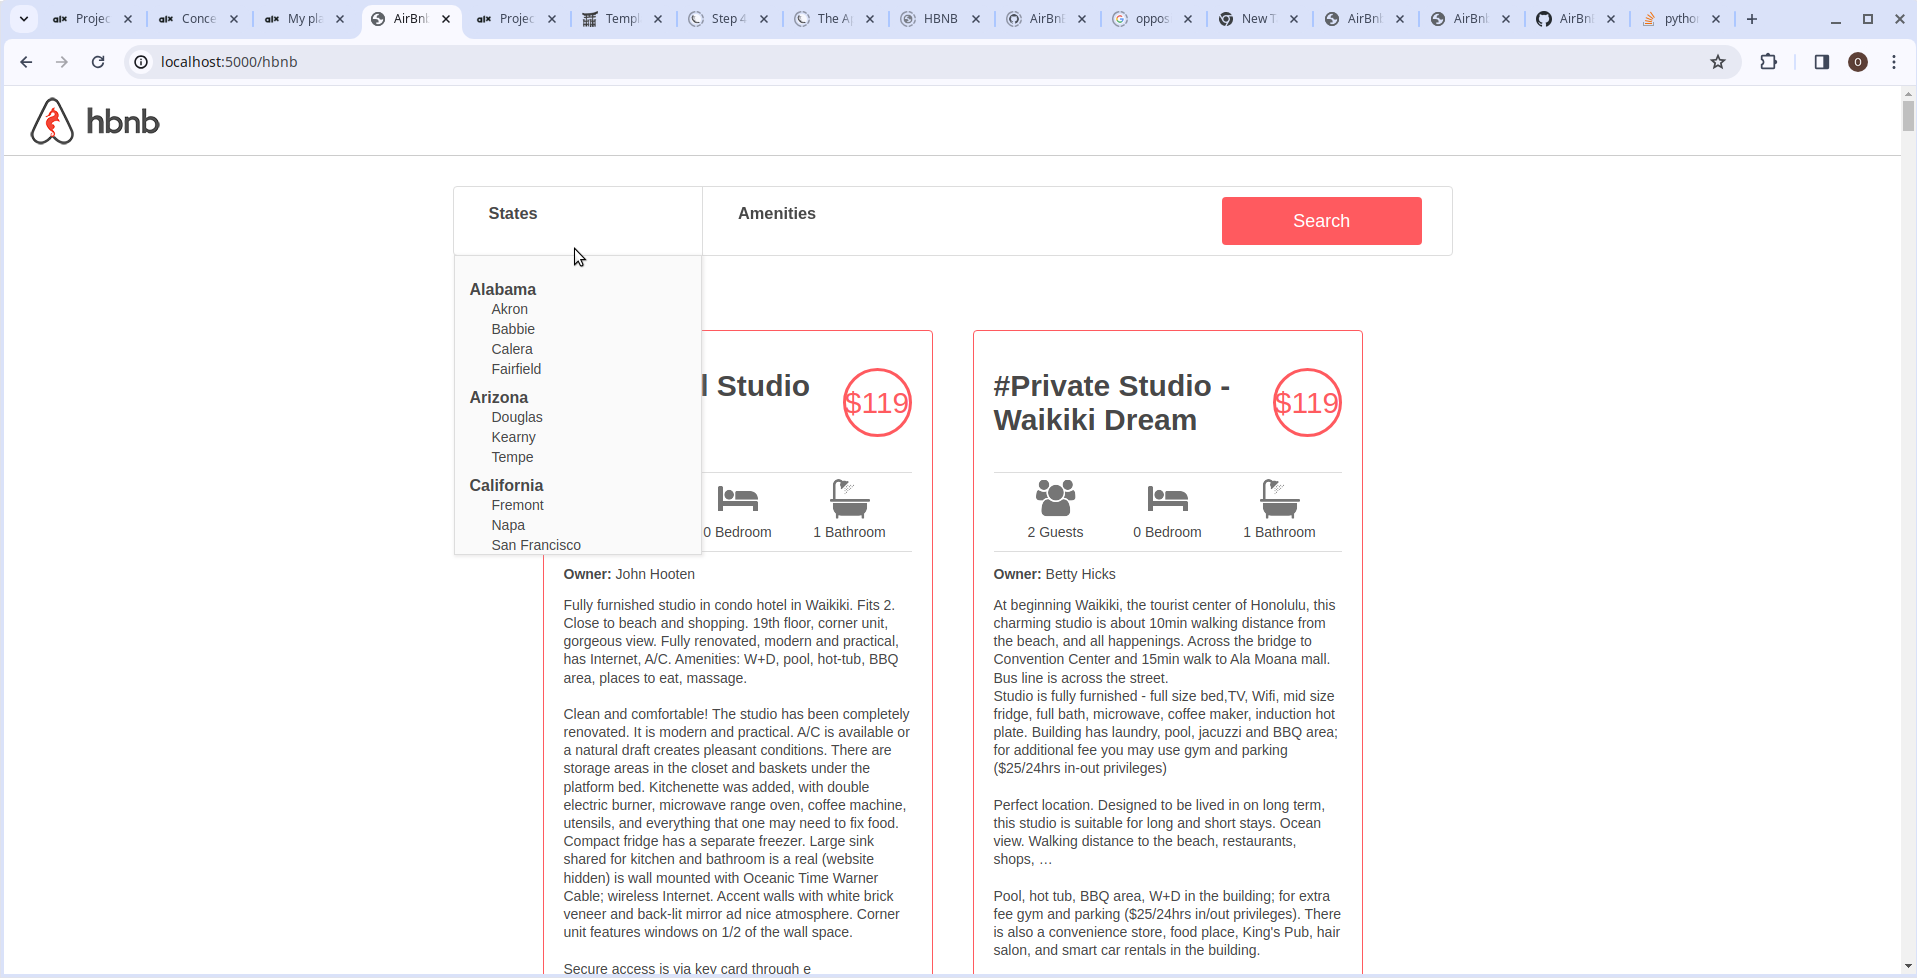 Projec
Conce
My pla
AirBnb
Projec
Templ
Step 4
The Ap
HBNB
AirBnB
oppos
New T
AirBnb
AirBnb
AirBnb
pytho
localhost:5000/hbnb
O
hbnb
States
Amenities
Search
Alabama
Akron
Babbie
Calera
Fairfield
Arizona
Douglas
Kearny
Tempe
California
Fremont
Napa
San Francisco
l Studio
$119
0 Bedroom
1 Bathroom
Owner: John Hooten
Fully furnished studio in condo hotel in Waikiki. Fits 2.
Close to beach and shopping. 19th floor, corner unit,
gorgeous view. Fully renovated, modern and practical,
has Internet, A/C. Amenities: W+D, pool, hot-tub, BBQ
area, places to eat, massage.
Clean and comfortable! The studio has been completely
renovated. It is modern and practical. A/C is available or
a natural draft creates pleasant conditions. There are
storage areas in the closet and baskets under the
platform bed. Kitchenette was added, with double
electric burner, microwave range oven, coffee machine,
utensils, and everything that one may need to fix food.
Compact fridge has a separate freezer. Large sink
shared for kitchen and bathroom is a real (website
hidden) is wall mounted with Oceanic Time Warner
Cable; wireless Internet. Accent walls with white brick
veneer and back-lit mirror ad nice atmosphere. Corner
unit features windows on 1/2 of the wall space.
Secure access is via key card through e
#Private Studio -
Waikiki Dream
$119
2 Guests
0 Bedroom
1 Bathroom
Owner: Betty Hicks
At beginning Waikiki, the tourist center of Honolulu, this
charming studio is about 10min walking distance from
the beach, and all happenings. Across the bridge to
Convention Center and 15min walk to Ala Moana mall.
Bus line is across the street.
Studio is fully furnished - full size bed,TV, Wifi, mid size
fridge, full bath, microwave, coffee maker, induction hot
plate. Building has laundry, pool, jacuzzi and BBQ area;
for additional fee you may use gym and parking
($25/24hrs in-out privileges)
Perfect location. Designed to be lived in on long term,
this studio is suitable for long and short stays. Ocean
view. Walking distance to the beach, restaurants,
shops, …
Pool, hot tub, BBQ area, W+D in the building; for extra
fee gym and parking ($25/24hrs in/out privileges). There
is also a convenience store, food place, King's Pub, hair
salon, and smart car rentals in the building.